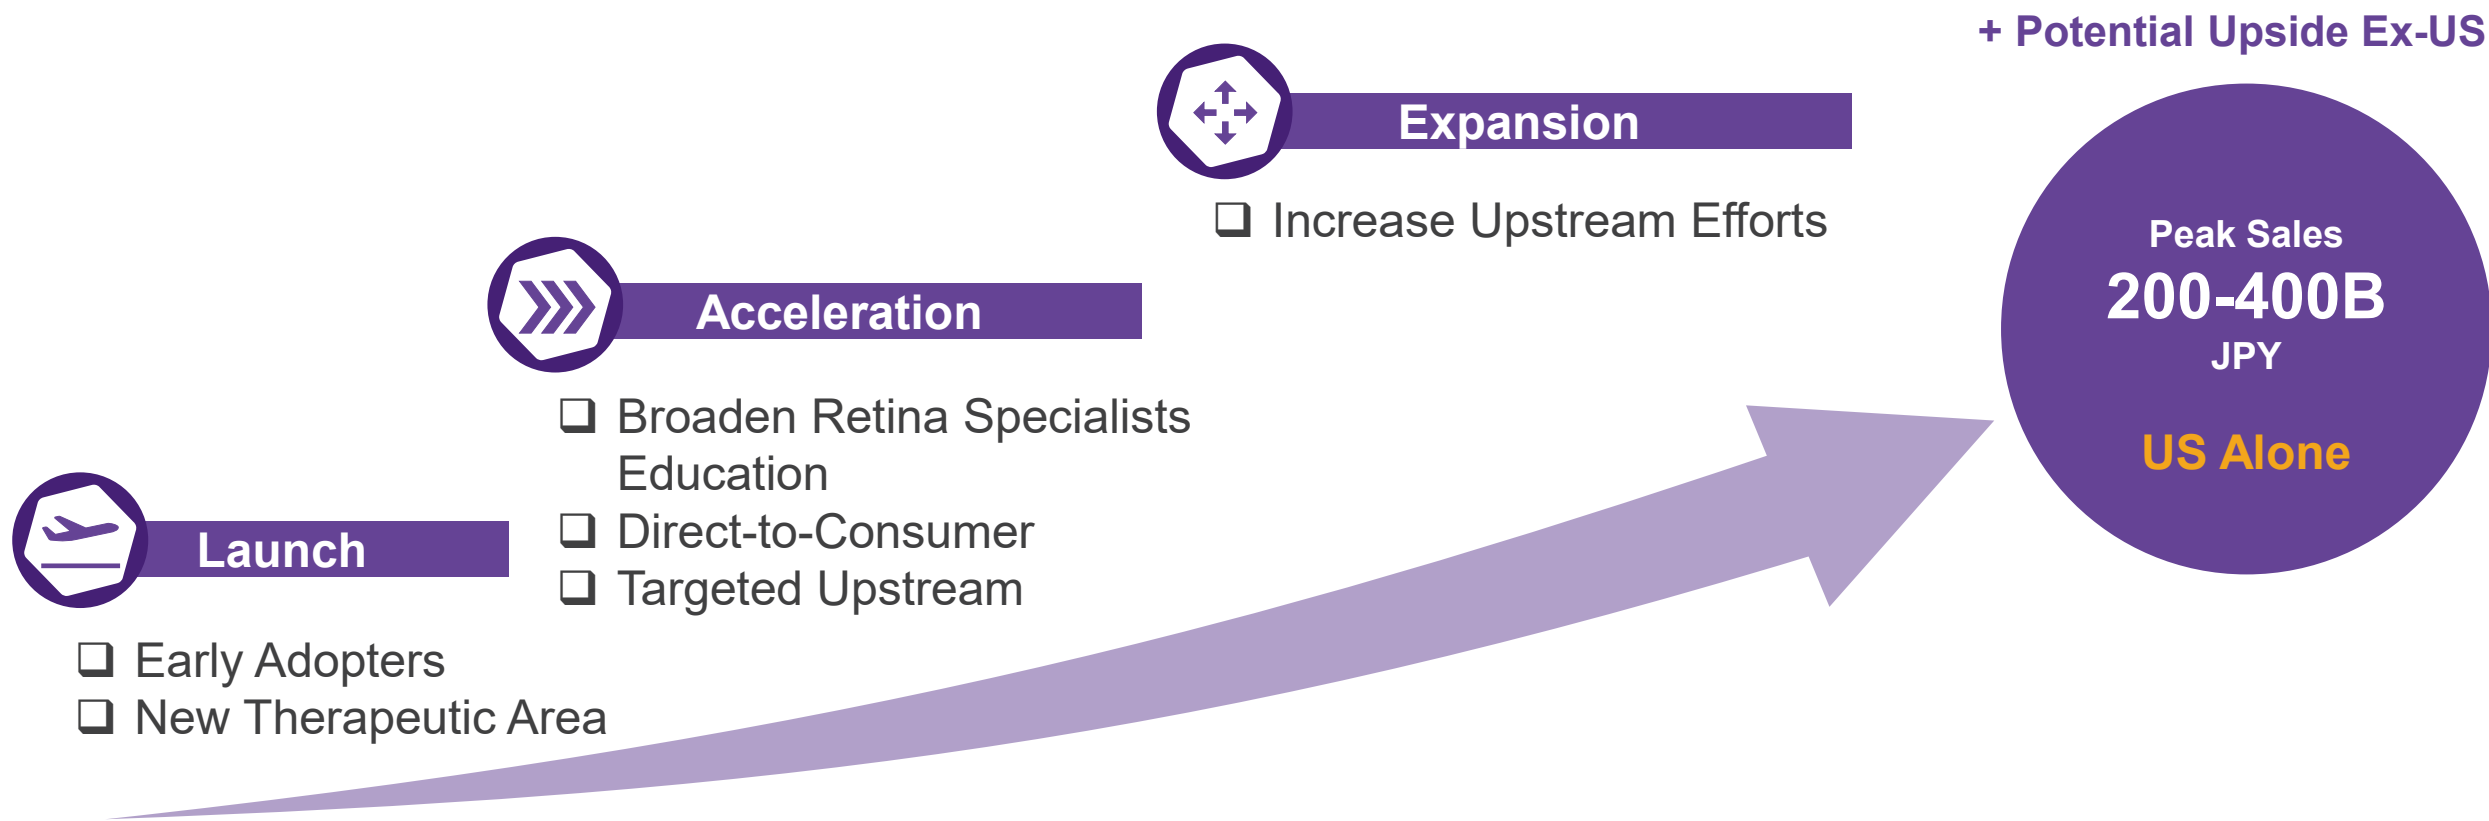 + Potential Upside Ex-US
Expansion
❑ Increase Upstream Efforts
Peak Sales
200-400B
JPY
US Alone
Acceleration
❑ Broaden Retina Specialists
Education
❑ Direct-to-Consumer
❑ Targeted Upstream
Launch
❑ Early Adopters
❑ New Therapeutic Area